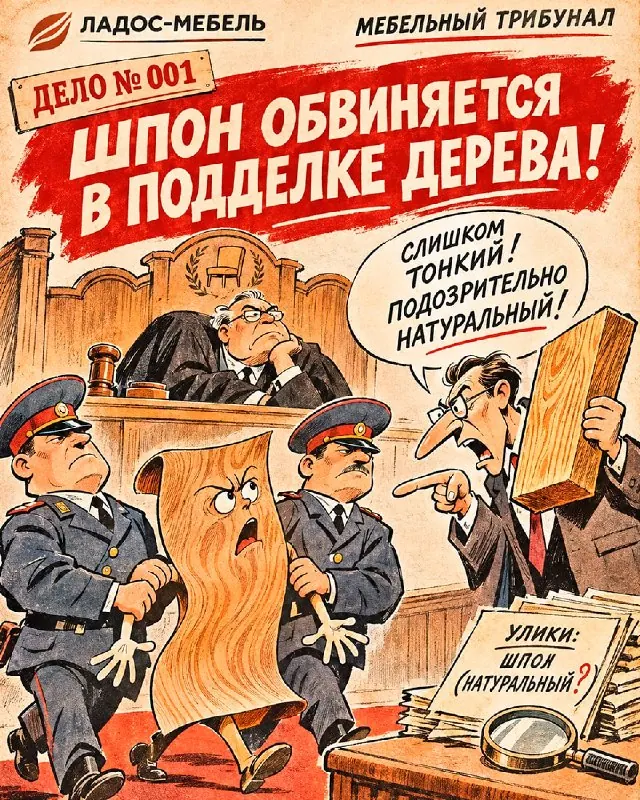 ЛАДОС-МЕБЕЛЬ
МЕБЕЛЬНЫЙ ТРИБУНАЛ
ДЕЛО № 001
ШПОН ОБВИНЯЕТСЯ
В ПОДДЕЛКЕ ДЕРЕВА!
СЛИШКОМ
ТОНКИЙ!
ПОДОЗРИТЕЛЬНО
НАТУРАЛЬНЫЙ!
УЛИКИ:
ШПОН
(НАТУРАЛЬНЫЙ?)